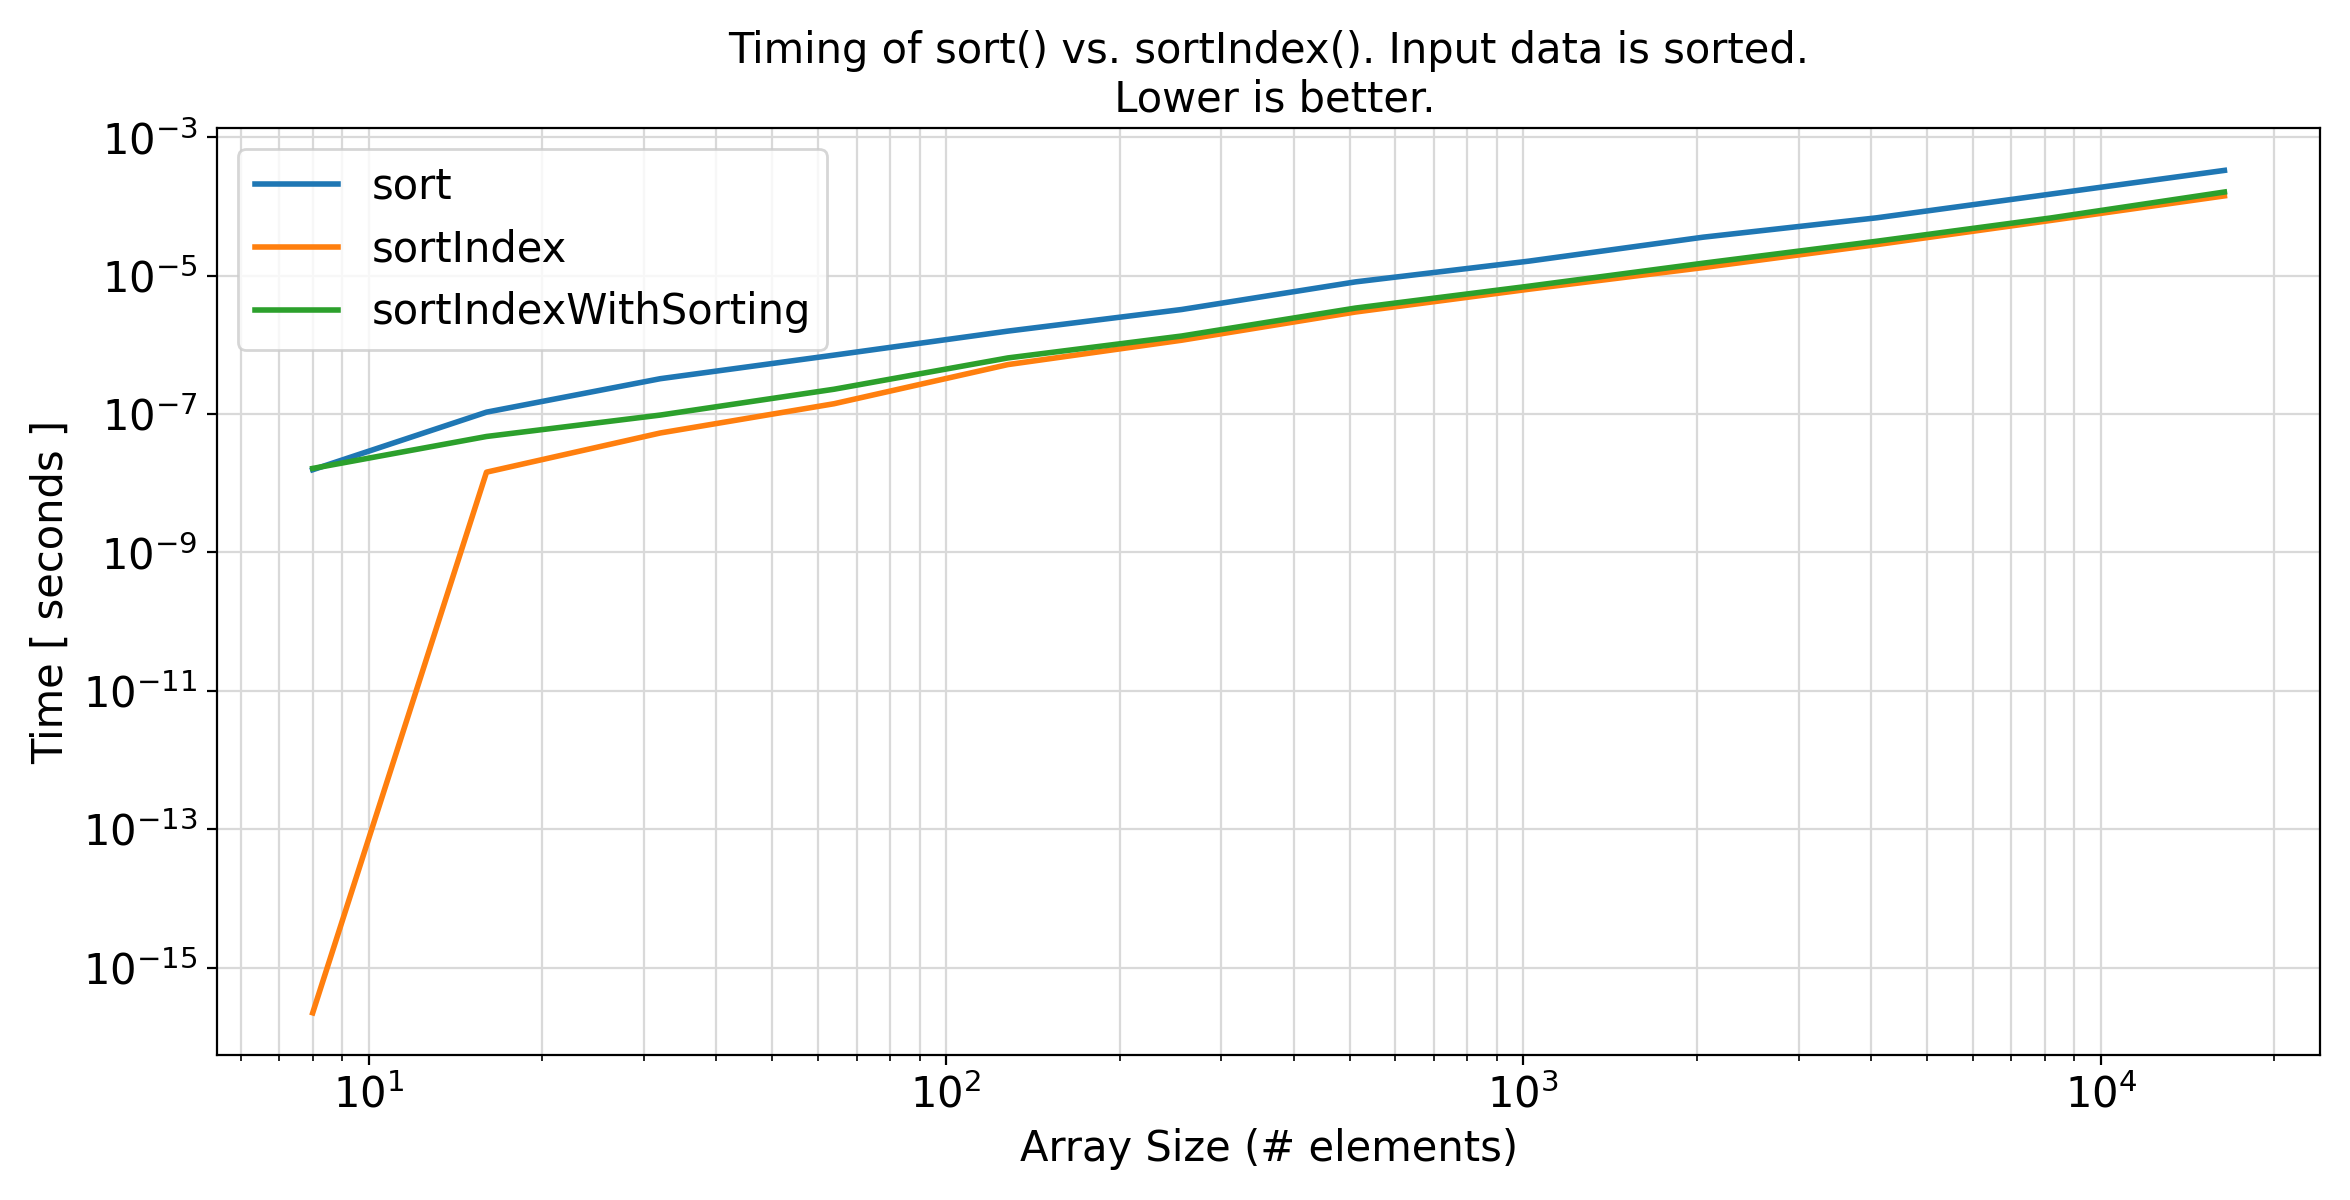 Timing of sort() vs. sortIndex(). Input data is sorted.
Lower is better.
sort
sortIndex
sortIndexWithSorting
Time [ seconds ]
10⁻³
10⁻⁵
10⁻⁷
10⁻⁹
10⁻¹¹
10⁻¹³
10⁻¹⁵
10¹ 10² 10³ 10⁴
Array Size (# elements)